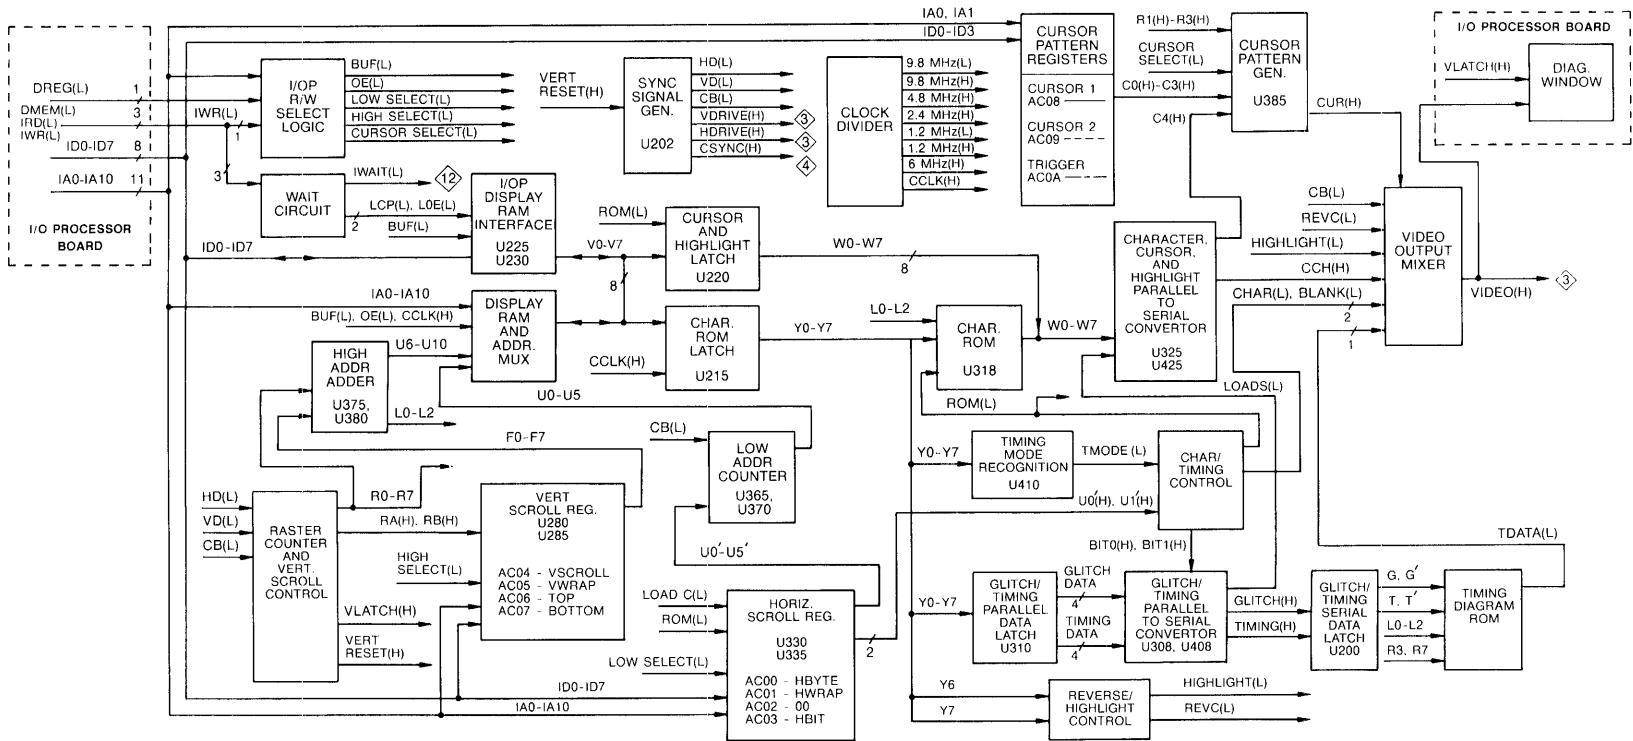 I/O PROCESSOR BOARD
DREG(L) 1
DMEM(L) 3
IRD(L)
IWR(L)
IWR(L)
1
3
ID0-ID7 8
IA0-IA10 11
I/O PROCESSOR
BOARD
I/OP
R/W
SELECT
LOGIC
BUF(L)
OE(L)
LOW SELECT(L)
HIGH SELECT(L)
CURSOR SELECT(L)
WAIT
CIRCUIT
IWAIT(L)
12
LCP(L), L0E(L)
2
BUF(L)
ID0-ID7
VERT
RESET(H)
SYNC
SIGNAL
GEN.
U202
HD(L)
VD(L)
CB(L)
VDRIVE(H) 3
HDRIVE(H) 3
CSYNC(H) 4
CLOCK
DIVIDER
9.8 MHz(L)
9.8 MHz(H)
4.8 MHz(H)
2.4 MHz(H)
1.2 MHz(L)
1.2 MHz(H)
6 MHz(H)
CCLK(H)
IA0, IA1
ID0-ID3
CURSOR
PATTERN
REGISTERS
CURSOR 1
AC08
CURSOR 2
AC09
TRIGGER
AC0A
R1(H)-R3(H)
CURSOR
SELECT(L)
C0(H)-C3(H)
C4(H)
CURSOR
PATTERN
GEN.
U385
CUR(H)
VLATCH(H)
DIAG.
WINDOW
I/OP
DISPLAY
RAM
INTERFACE
U225
U230
V0-V7
8
ROM(L)
CURSOR
AND
HIGHLIGHT
LATCH
U220
W0-W7
8
IA0-IA10
BUF(L), OE(L), CCLK(H)
U6-U10
DISPLAY
RAM
AND
ADDR.
MUX
U0-U5
CCLK(H)
CHAR.
ROM
LATCH
U215
Y0-Y7
L0-L2
CHAR.
ROM
U318
W0-W7
ROM(L)
CHARACTER,
CURSOR,
AND
HIGHLIGHT
PARALLEL
TO
SERIAL
CONVERTOR
U325
U425
LOADS(L)
CB(L)
REVC(L)
HIGHLIGHT(L)
CCH(H)
CHAR(L), BLANK(L)
2
1
VIDEO
OUTPUT
MIXER
VIDEO(H)
3
HIGH
ADDR
ADDER
U375,
U380
L0-L2
F0-F7
CB(L)
LOW
ADDR
COUNTER
U365,
U370
U0′-U5′
HD(L)
VD(L)
CB(L)
RASTER
COUNTER
AND
VERT.
SCROLL
CONTROL
R0-R7
RA(H), RB(H)
HIGH
SELECT(L)
VLATCH(H)
VERT
RESET(H)
VERT
SCROLL REG.
U280
U285
AC04 - VSCROLL
AC05 - VWRAP
AC06 - TOP
AC07 - BOTTOM
LOAD C(L)
ROM(L)
LOW SELECT(L)
ID0-ID7
IA0-IA10
HORIZ.
SCROLL REG.
U330
U335
AC00 - HBYTE
AC01 - HWRAP
AC02 - 00
AC03 - HBIT
2
Y0-Y7
TIMING
MODE
RECOGNITION
U410
TMODE (L)
U0′(H), U1′(H)
CHAR/
TIMING
CONTROL
BIT0(H), BIT1(H)
Y0-Y7
GLITCH/
TIMING
PARALLEL
DATA
LATCH
U310
GLITCH
DATA
4
TIMING
DATA
4
GLITCH/
TIMING
PARALLEL
TO SERIAL
CONVERTOR
U308, U408
GLITCH(H)
TIMING(H)
GLITCH/
TIMING
SERIAL
DATA
LATCH
U200
G, G′
T, T′
L0-L2
R3, R7
TIMING
DIAGRAM
ROM
TDATA(L)
Y6
Y7
REVERSE/
HIGHLIGHT
CONTROL
HIGHLIGHT(L)
REVC(L)